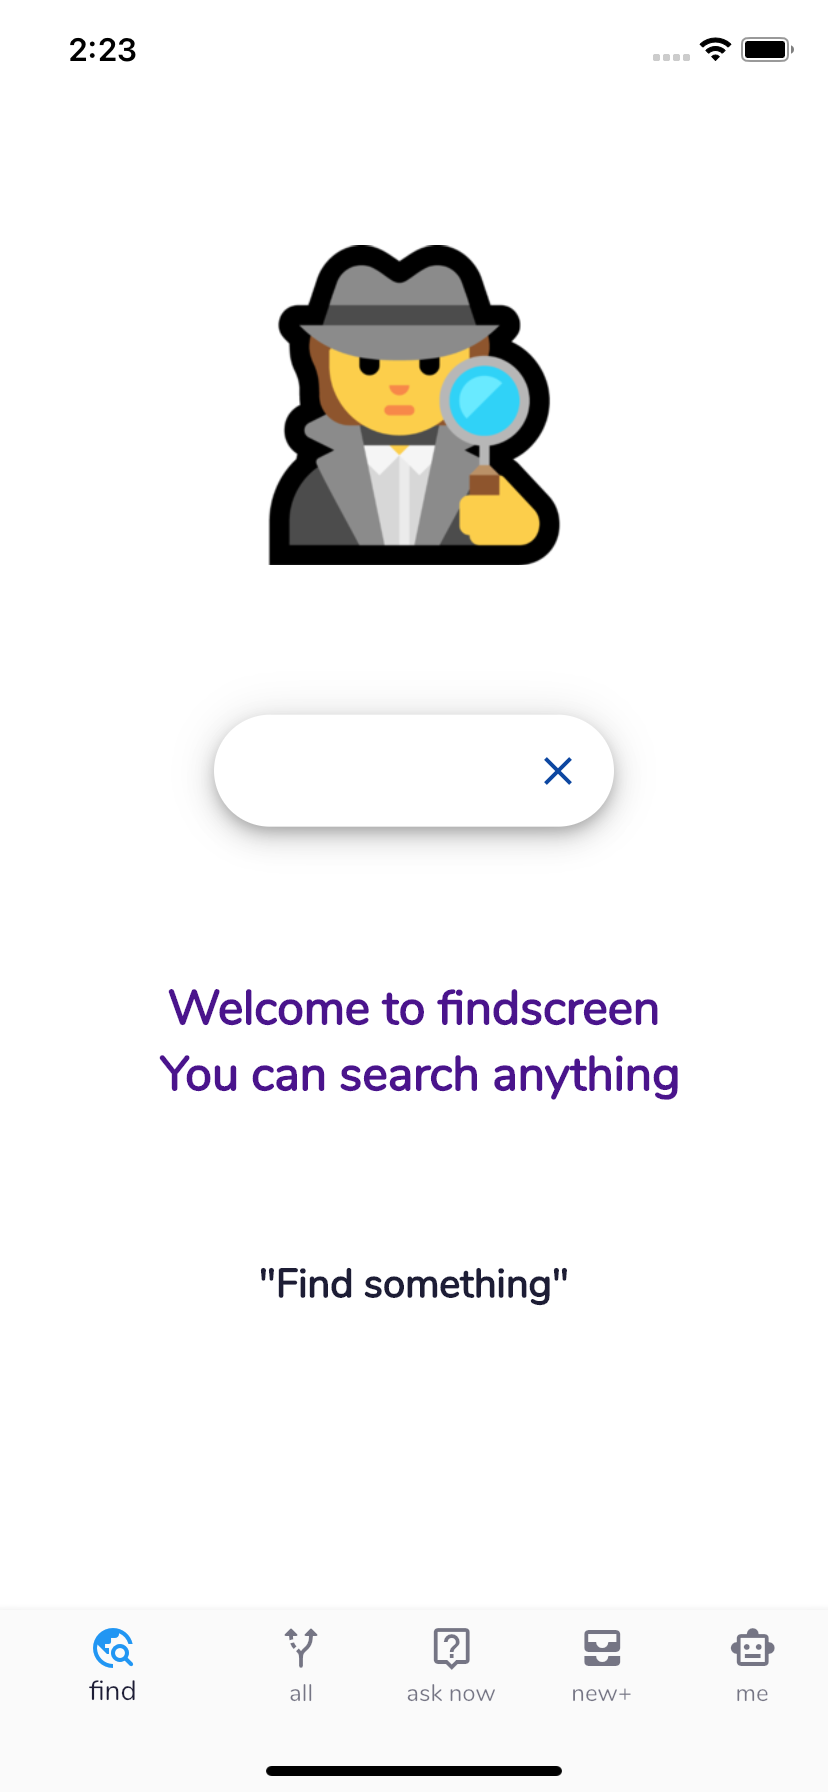 2:23
Welcome to findscreen
You can search anything
"Find something"
find
all
ask now
new+
me